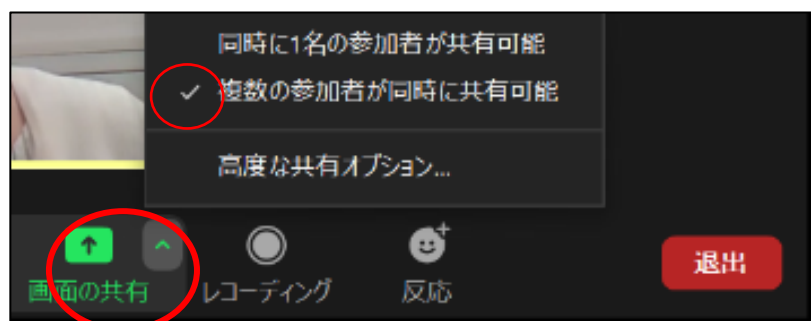 同時に1名の参加者が共有可能
複数の参加者が同時に共有可能
高度な共有オプション...
画面の共有
レコーディング
反応
退出